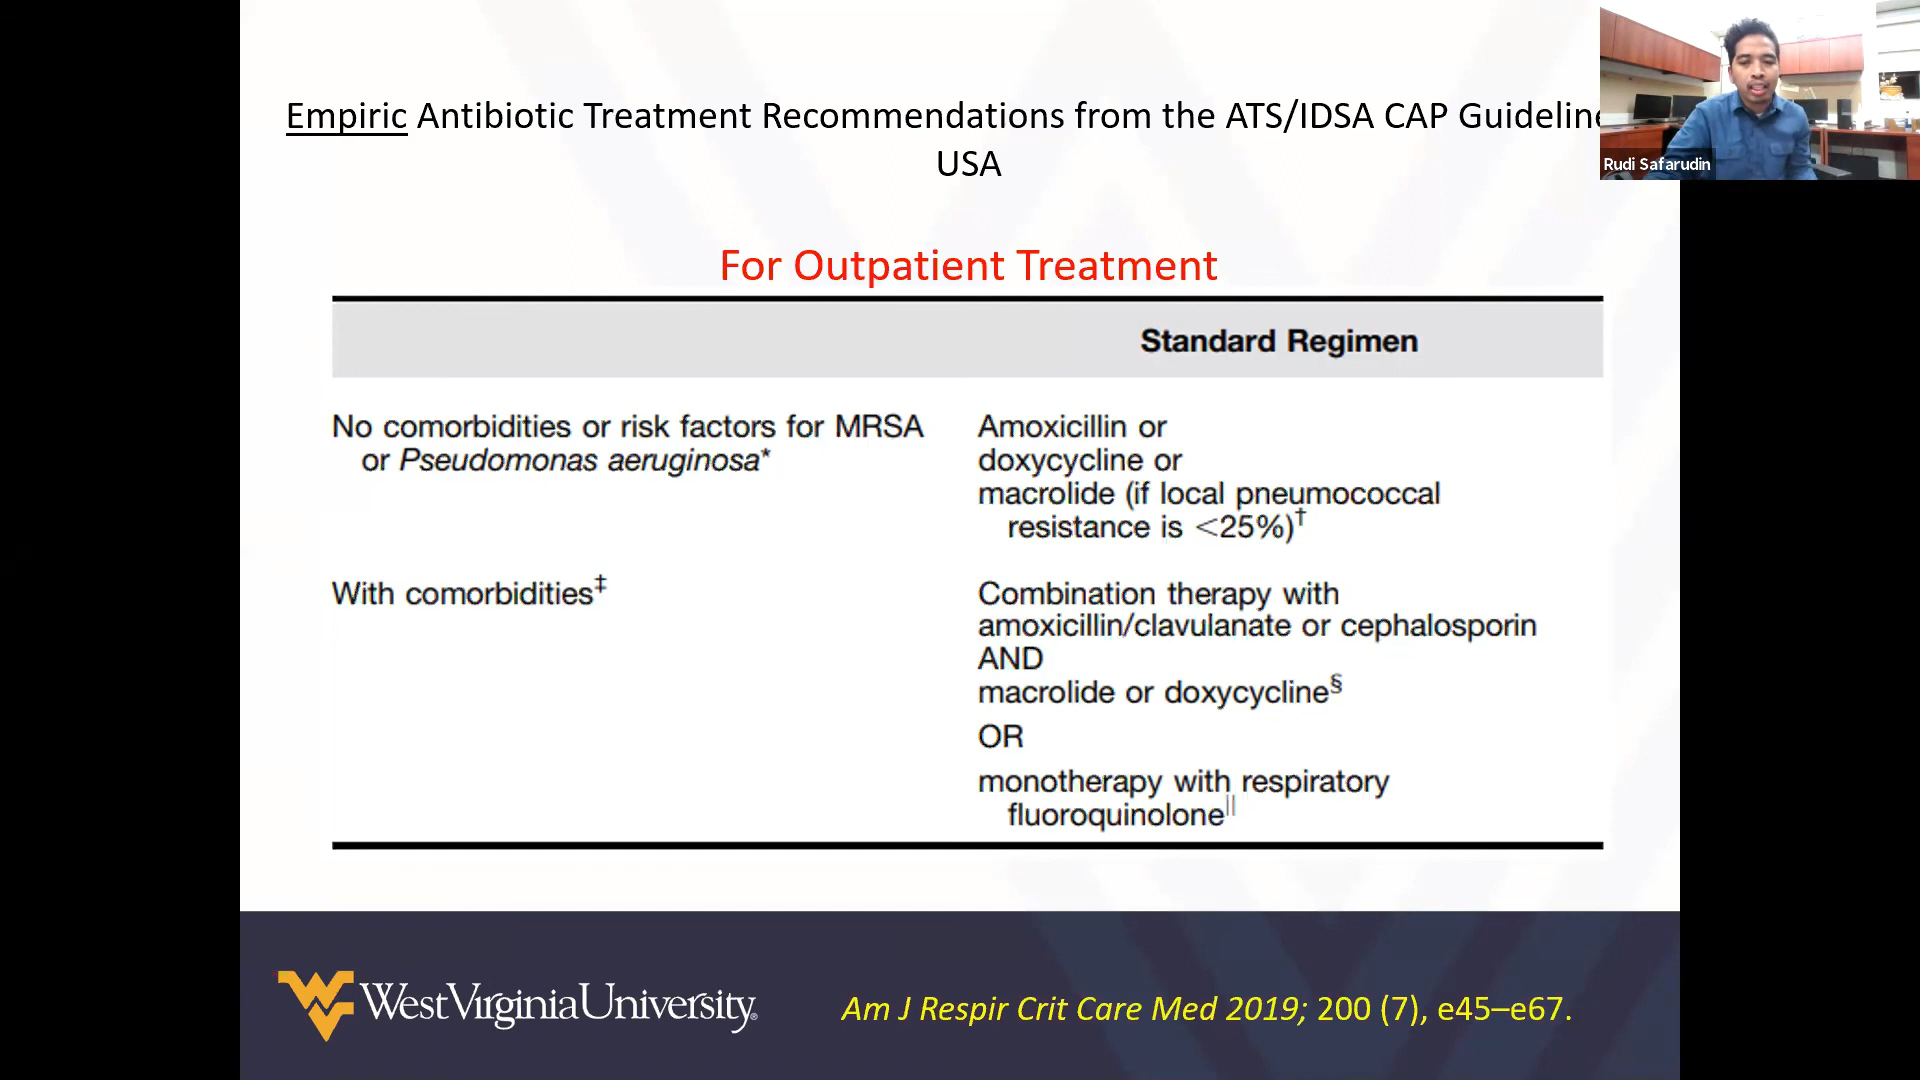 Empiric Antibiotic Treatment Recommendations from the ATS/IDSA CAP Guideline
USA
Rudi Safarudin
For Outpatient Treatment
Standard Regimen
No comorbidities or risk factors for MRSA
or Pseudomonas aeruginosa*
Amoxicillin or
doxycycline or
macrolide (if local pneumococcal
resistance is <25%)†
With comorbidities‡
Combination therapy with
amoxicillin/clavulanate or cephalosporin
AND
macrolide or doxycycline§
OR
monotherapy with respiratory
fluoroquinolone||
WestVirginiaUniversity®
Am J Respir Crit Care Med 2019; 200 (7), e45–e67.